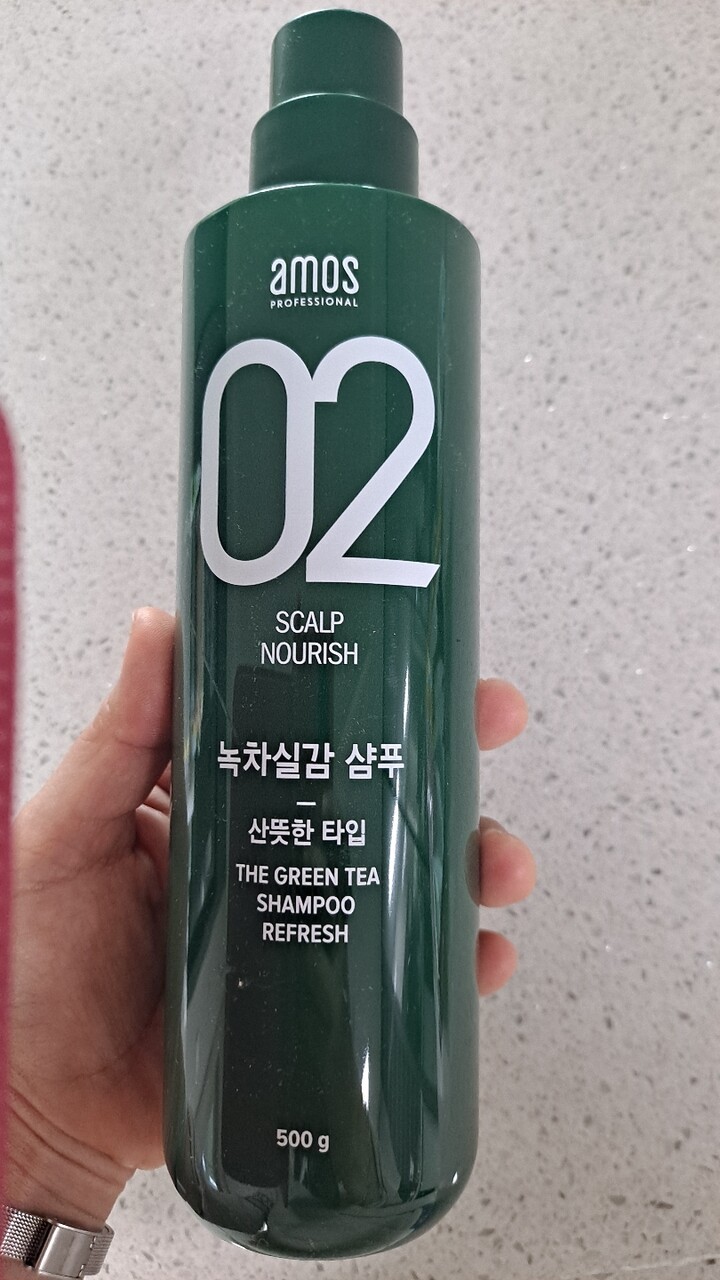 amos
PROFESSIONAL
02
SCALP
NOURISH
녹차실감 샴푸
—
산뜻한 타입
THE GREEN TEA
SHAMPOO
REFRESH
500 g